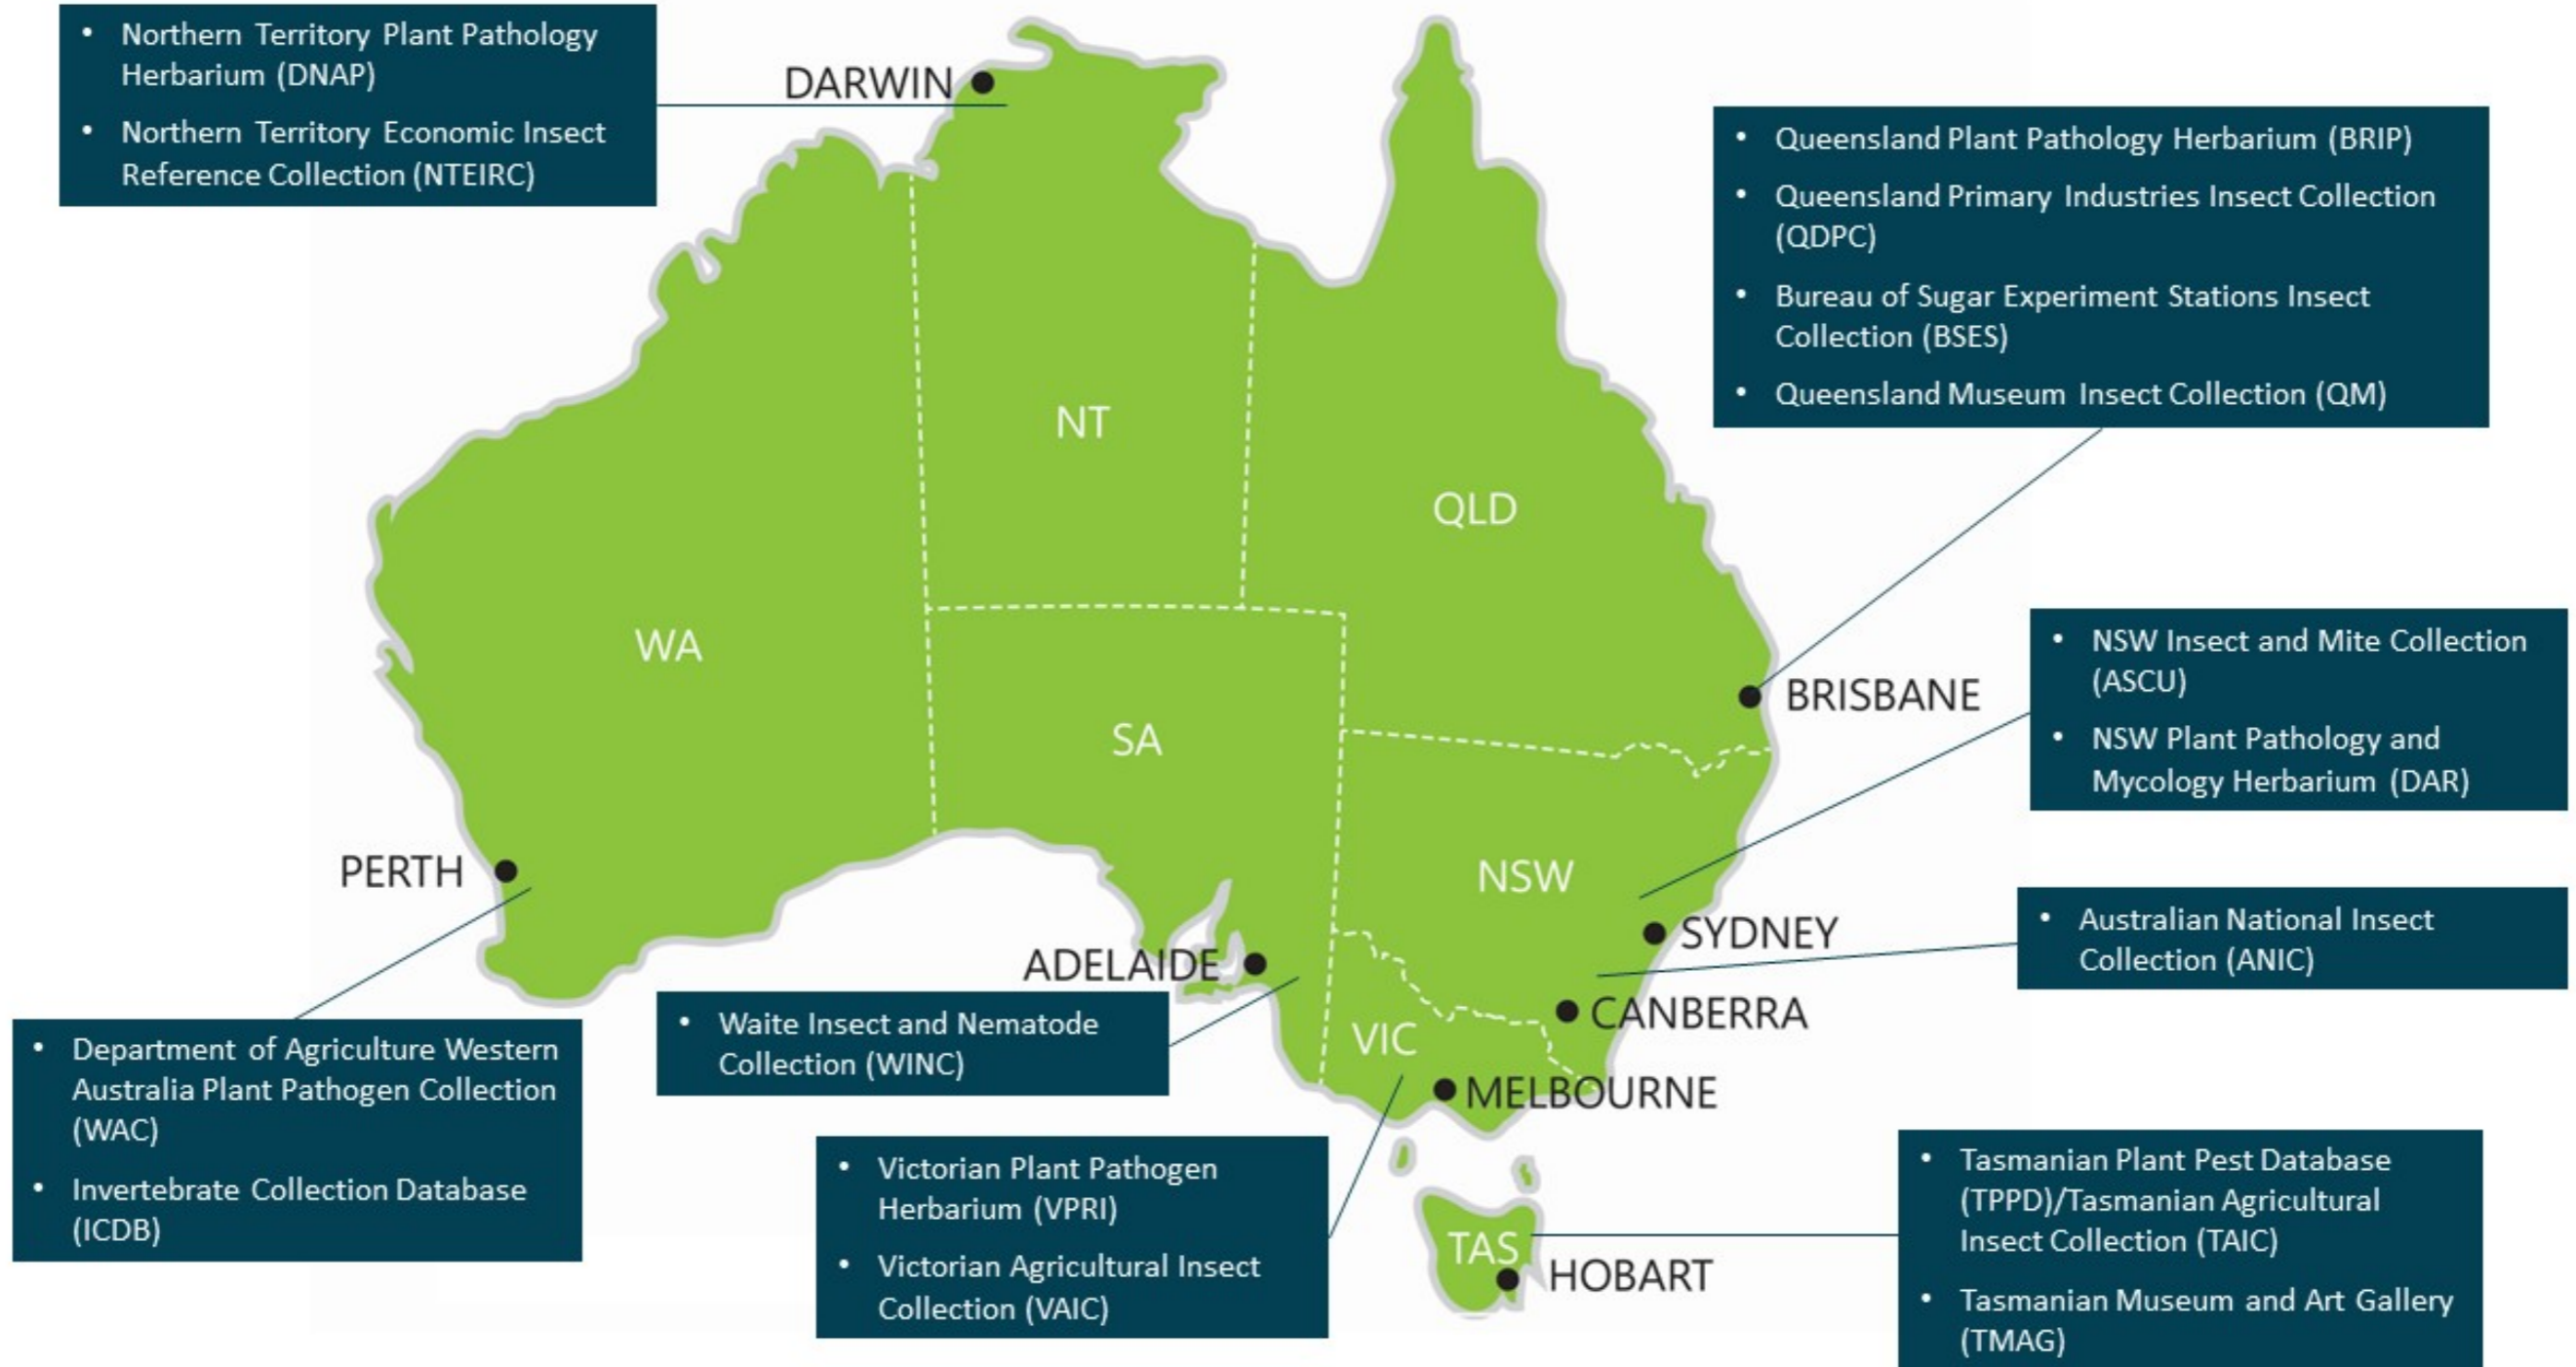 • Northern Territory Plant Pathology
Herbarium (DNAP)
• Northern Territory Economic Insect
Reference Collection (NTEIRC)
DARWIN
• Queensland Plant Pathology Herbarium (BRIP)
• Queensland Primary Industries Insect Collection
(QDPC)
• Bureau of Sugar Experiment Stations Insect
Collection (BSES)
• Queensland Museum Insect Collection (QM)
NT
QLD
WA
SA
BRISBANE
• NSW Insect and Mite Collection
(ASCU)
• NSW Plant Pathology and
Mycology Herbarium (DAR)
PERTH
NSW
SYDNEY
• Australian National Insect
Collection (ANIC)
ADELAIDE
CANBERRA
• Waite Insect and Nematode
Collection (WINC)
VIC
MELBOURNE
• Department of Agriculture Western
Australia Plant Pathogen Collection
(WAC)
• Invertebrate Collection Database
(ICDB)
• Victorian Plant Pathogen
Herbarium (VPRI)
• Victorian Agricultural Insect
Collection (VAIC)
TAS
HOBART
• Tasmanian Plant Pest Database
(TPPD)/Tasmanian Agricultural
Insect Collection (TAIC)
• Tasmanian Museum and Art Gallery
(TMAG)